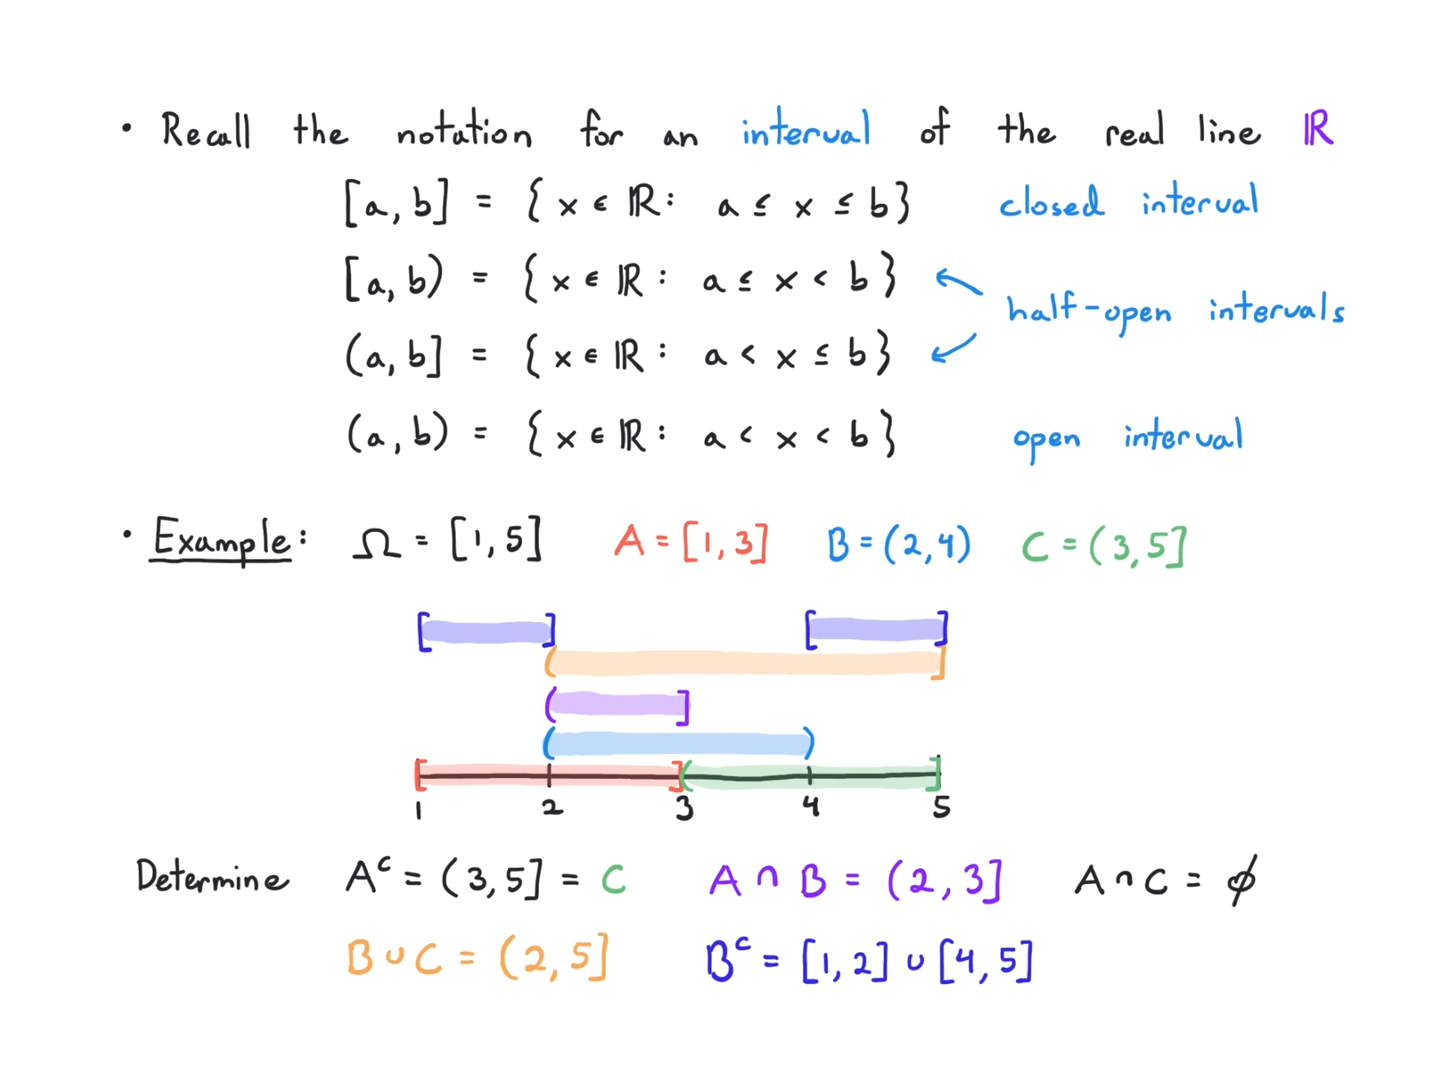 • Recall the notation for an interval of the real line ℝ
[a, b] = { x ∈ ℝ : a ≤ x ≤ b} closed interval
[a, b) = { x ∈ ℝ : a ≤ x < b }
half-open intervals
(a, b] = { x ∈ ℝ : a < x ≤ b }
(a, b) = { x ∈ ℝ : a < x < b } open interval
• Example: Ω = [1, 5] A = [1, 3] B = (2, 4) C = (3, 5]
1 2 3 4 5
Determine Aᶜ = (3, 5] = C A ∩ B = (2, 3] A ∩ C = ϕ
B ∪ C = (2, 5] Bᶜ = [1, 2] ∪ [4, 5]